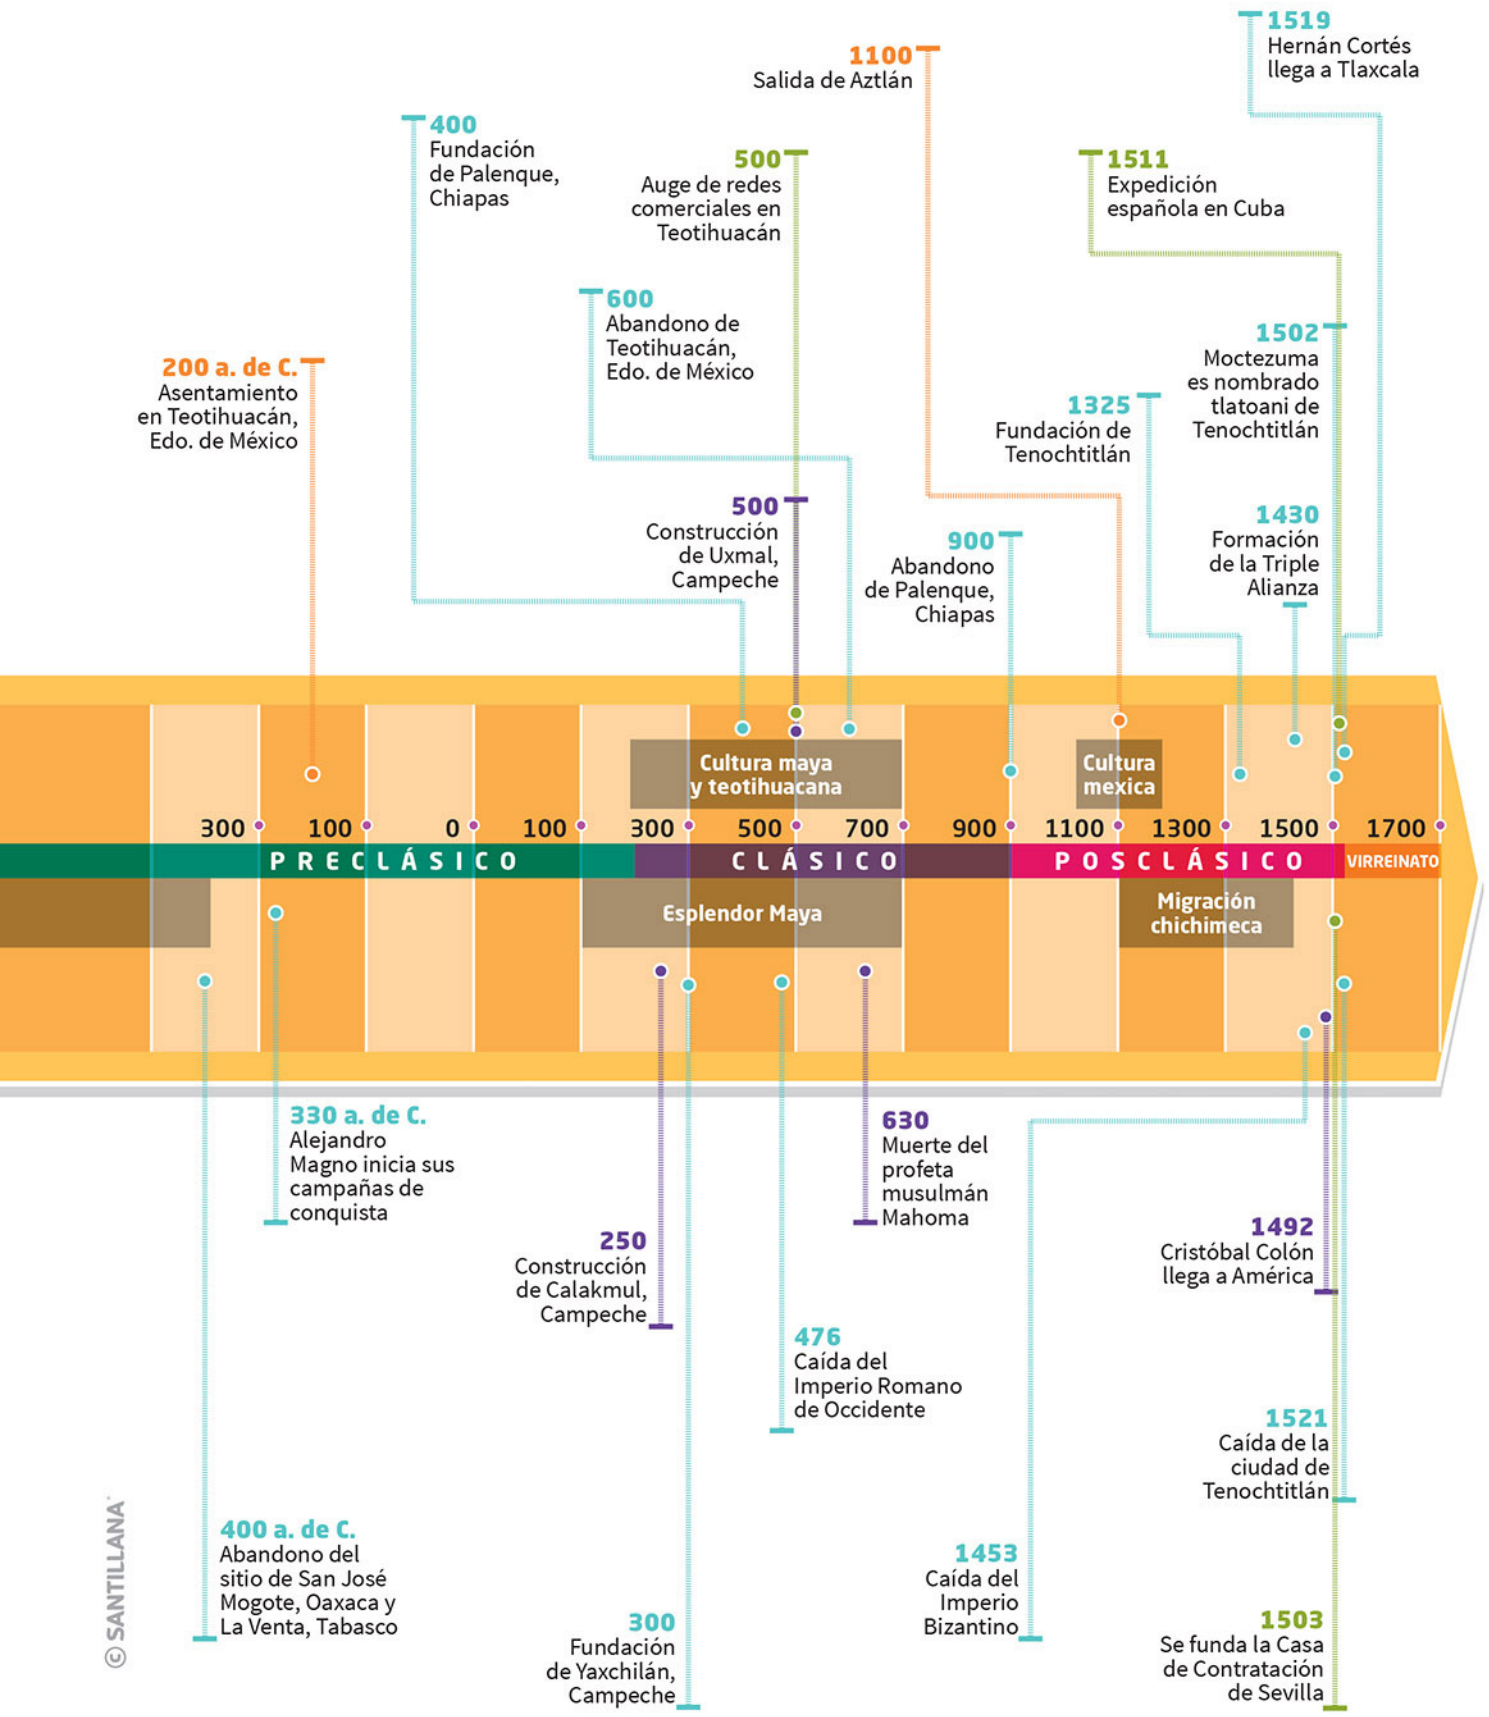 1519
Hernán Cortés
llega a Tlaxcala
1100
Salida de Aztlán
400
Fundación
de Palenque,
Chiapas
500
Auge de redes
comerciales en
Teotihuacán
1511
Expedición
española en Cuba
600
Abandono de
Teotihuacán,
Edo. de México
1502
Moctezuma
es nombrado
tlatoani de
Tenochtitlán
200 a. de C.
Asentamiento
en Teotihuacán,
Edo. de México
1325
Fundación de
Tenochtitlán
500
Construcción
de Uxmal,
Campeche
900
Abandono
de Palenque,
Chiapas
1430
Formación
de la Triple
Alianza
Cultura maya
y teotihuacana
Cultura
mexica
300 100 0 100 300 500 700 900 1100 1300 1500 1700
PRECLÁSICO CLÁSICO POSCLÁSICO VIRREINATO
Esplendor Maya
Migración
chichimeca
330 a. de C.
Alejandro
Magno inicia sus
campañas de
conquista
630
Muerte del
profeta
musulmán
Mahoma
250
Construcción
de Calakmul,
Campeche
1492
Cristóbal Colón
llega a América
476
Caída del
Imperio Romano
de Occidente
1521
Caída de la
ciudad de
Tenochtitlán
400 a. de C.
Abandono del
sitio de San José
Mogote, Oaxaca y
La Venta, Tabasco
1453
Caída del
Imperio
Bizantino
300
Fundación
de Yaxchilán,
Campeche
1503
Se funda la Casa
de Contratación
de Sevilla
© SANTILLANA